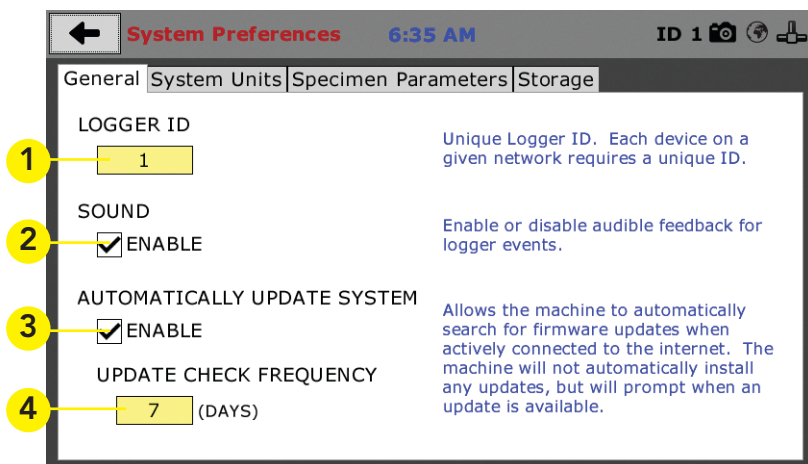 System Preferences 6:35 AM ID 1
General System Units Specimen Parameters Storage
LOGGER ID
Unique Logger ID. Each device on a
given network requires a unique ID.
1 1
SOUND
Enable or disable audible feedback for
logger events.
2 ENABLE
AUTOMATICALLY UPDATE SYSTEM
Allows the machine to automatically
search for firmware updates when
actively connected to the internet. The
machine will not automatically install
any updates, but will prompt when an
update is available.
3 ENABLE
UPDATE CHECK FREQUENCY
4 7 (DAYS)